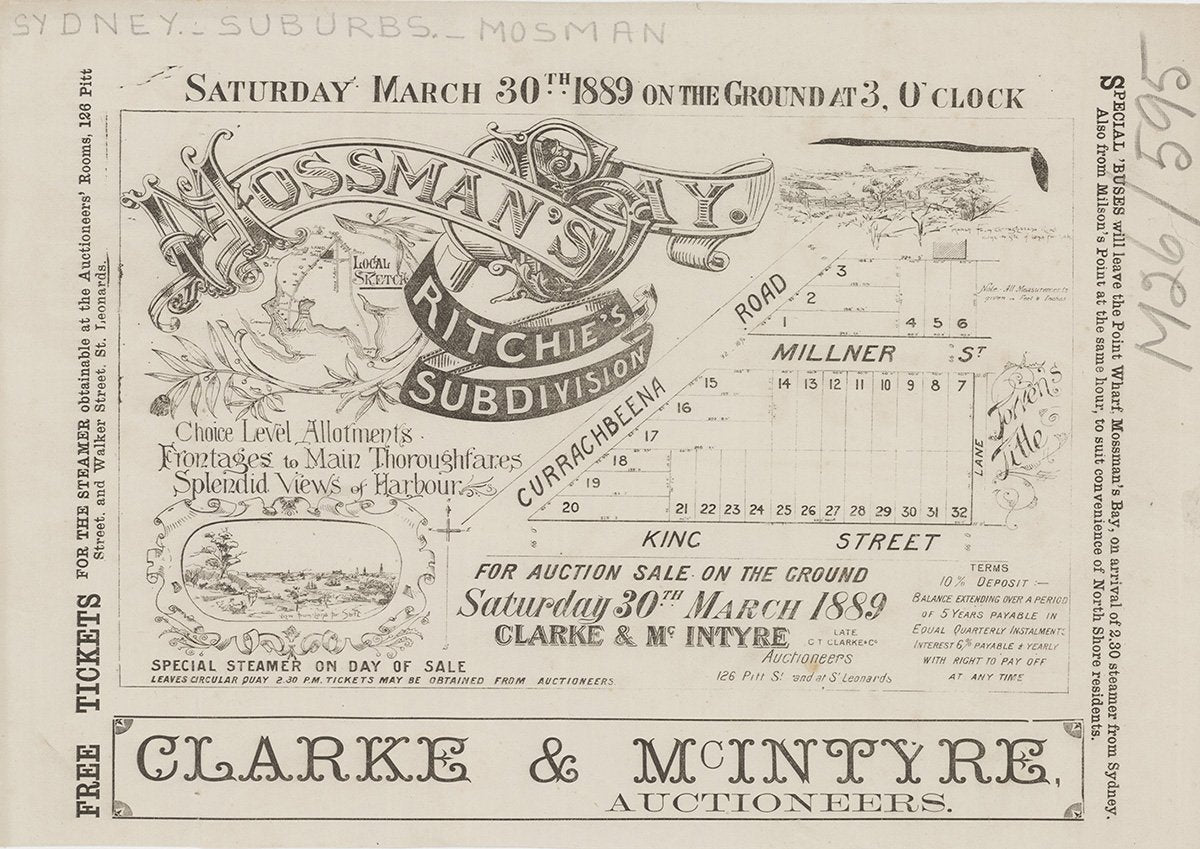 SYDNEY. - SUBURBS. - MOSMAN
M2G/595
SATURDAY MARCH 30TH 1889 ON THE GROUND AT 3, O'CLOCK
MOSSMAN'S BAY.
LOCAL
SKETCH
RITCHIE'S
SUBDIVISION
Choice Level Allotments
Frontages to Main Thoroughfares
Splendid Views of Harbour
Note All Measurements
given in Feet & Inches
CURRACHBEENA ROAD
3
2
1 4 5 6
MILLNER ST
15 14 13 12 11 10 9 8 7
16
17
18
19
20 21 22 23 24 25 26 27 28 29 30 31 32
LANE
KING STREET
Torren's
Title
FOR AUCTION SALE ON THE GROUND
Saturday 30TH MARCH 1889
CLARKE & Mc INTYRE
LATE
C T CLARKE & Co
Auctioneers
126 Pitt St and at St Leonards
TERMS
10% DEPOSIT :—
BALANCE EXTENDING OVER A PERIOD
OF 5 YEARS PAYABLE IN
EQUAL QUARTERLY INSTALMENTS
INTEREST 6% PAYABLE ½ YEARLY
WITH RIGHT TO PAY OFF
AT ANY TIME
SPECIAL STEAMER ON DAY OF SALE
LEAVES CIRCULAR QUAY 2.30 P.M. TICKETS MAY BE OBTAINED FROM AUCTIONEERS
CLARKE & McINTYRE,
AUCTIONEERS.
FREE TICKETS FOR THE STEAMER obtainable at the Auctioneers' Rooms, 126 Pitt
Street, and Walker Street, St. Leonards.
SPECIAL 'BUSES will leave the Point Wharf, Mossman's Bay, on arrival of 2.30 steamer from Sydney.
Also from Milson's Point at the same hour, to suit convenience of North Shore residents.